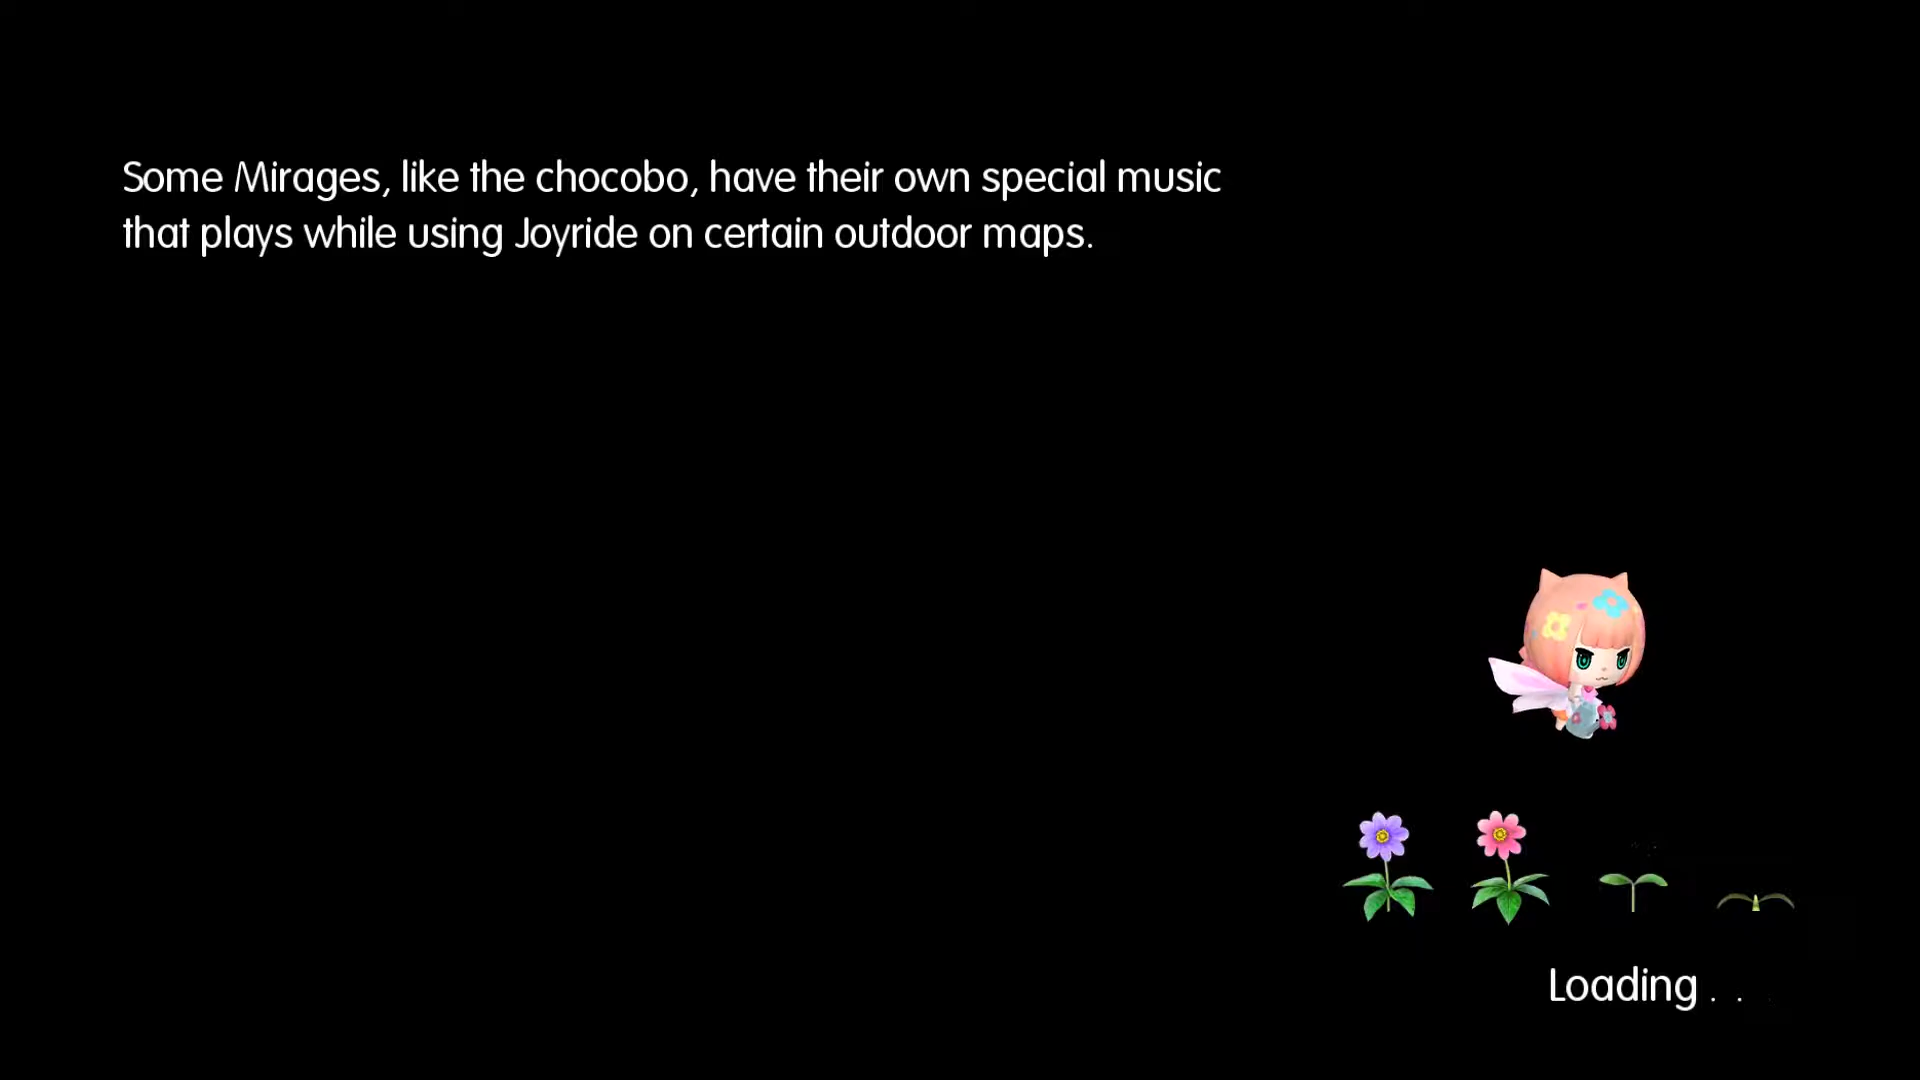 Some Mirages, like the chocobo, have their own special music
that plays while using Joyride on certain outdoor maps.
Loading . .